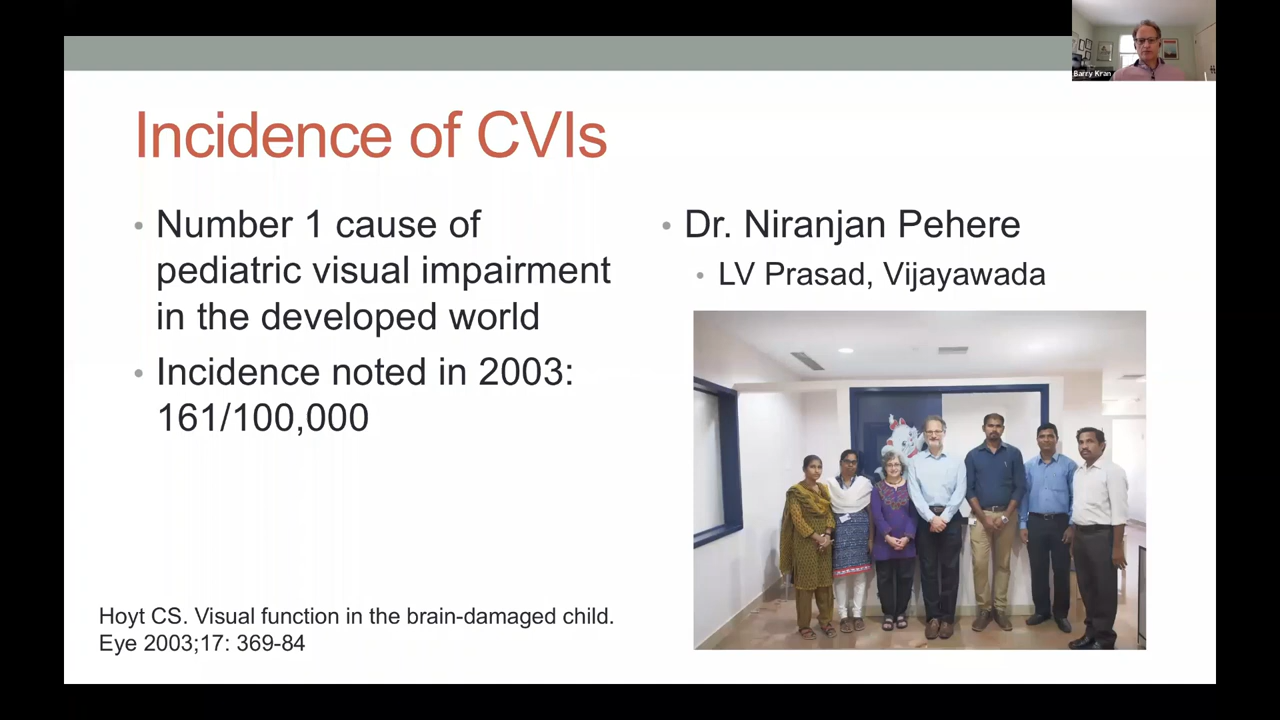 Barry Kran
Incidence of CVIs
• Number 1 cause of
pediatric visual impairment
in the developed world
• Incidence noted in 2003:
161/100,000
• Dr. Niranjan Pehere
• LV Prasad, Vijayawada
Hoyt CS. Visual function in the brain-damaged child.
Eye 2003;17: 369-84